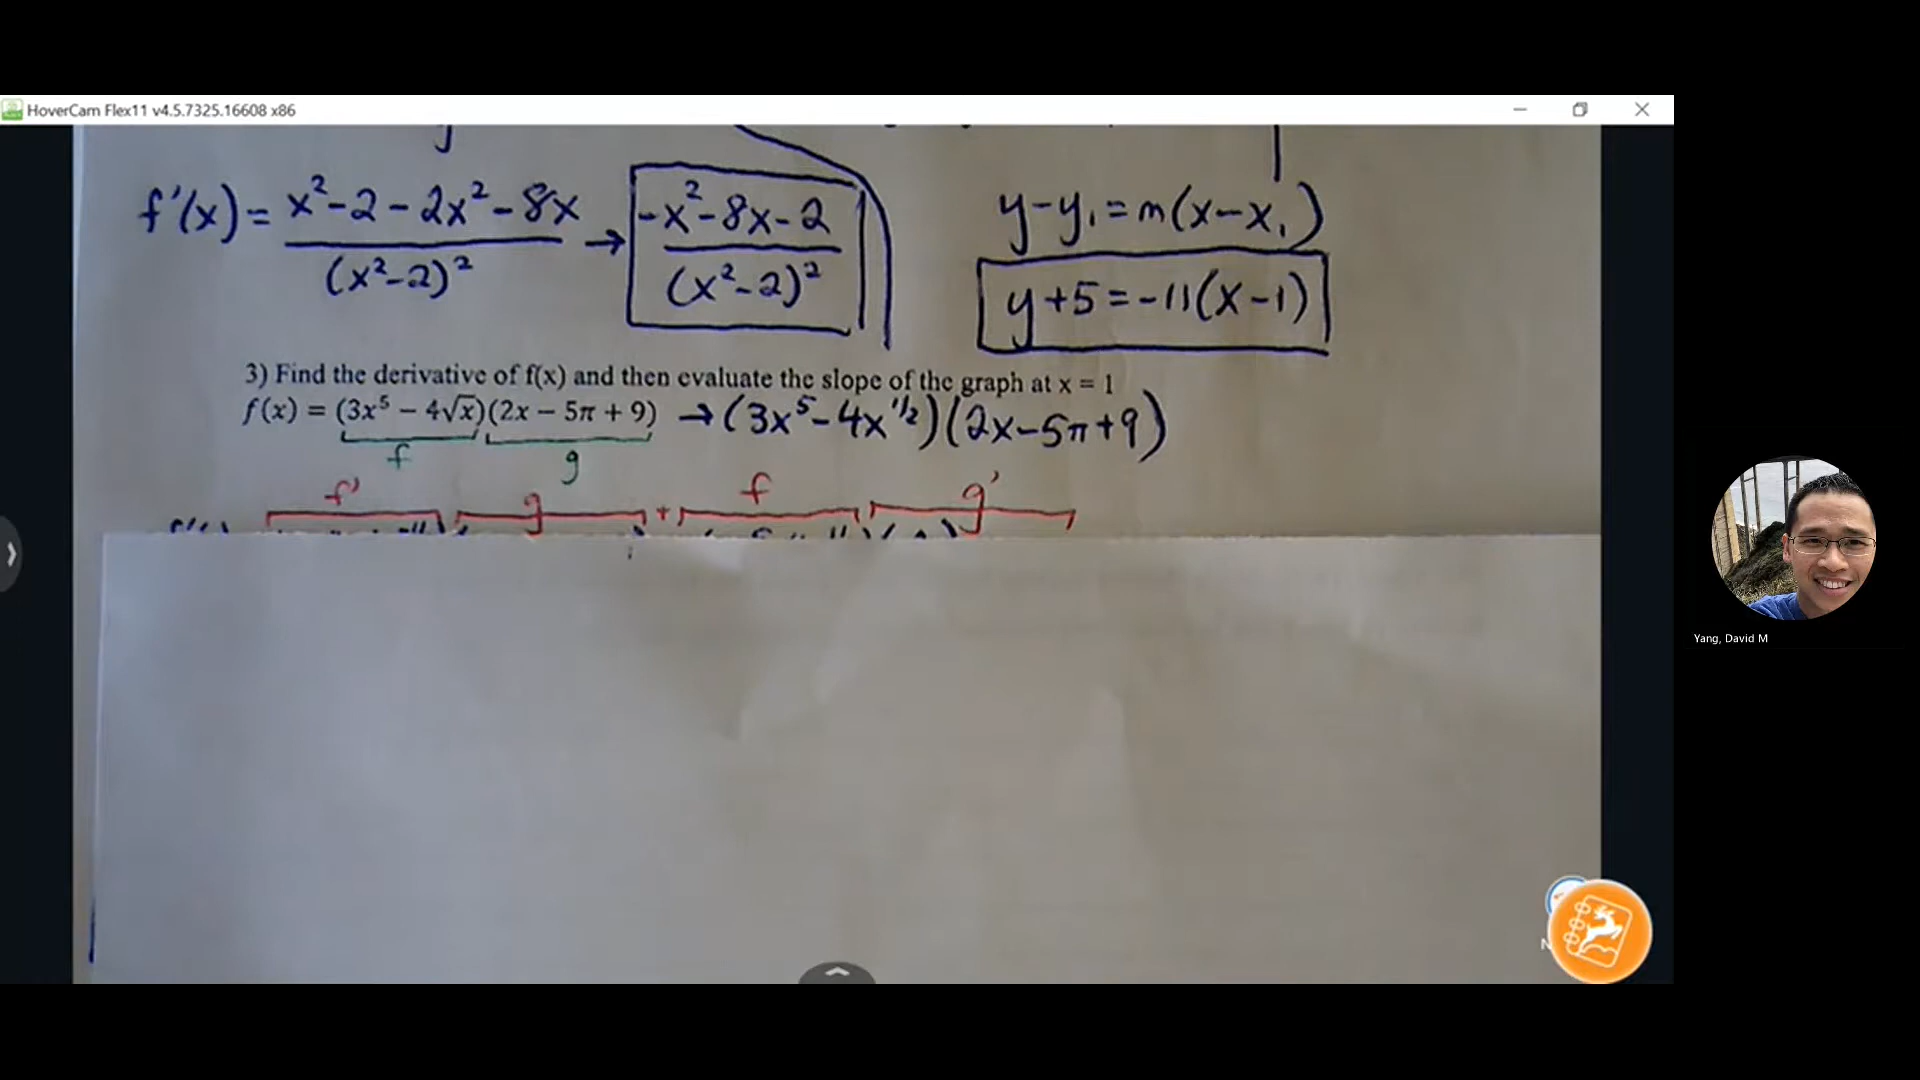 HoverCam Flex11 v4.5.7325.16608 x86
f'(x) = x²-2-2x²-8x / (x²-2)² → -x²-8x-2 / (x²-2)²
y-y₁=m(x-x₁)
y+5=-11(x-1)
3) Find the derivative of f(x) and then evaluate the slope of the graph at x = 1
f(x) = (3x⁵ − 4√x)(2x − 5π + 9) → (3x⁵-4x^1/2)(2x-5π+9)
f g
f' g + f g'
Yang, David M